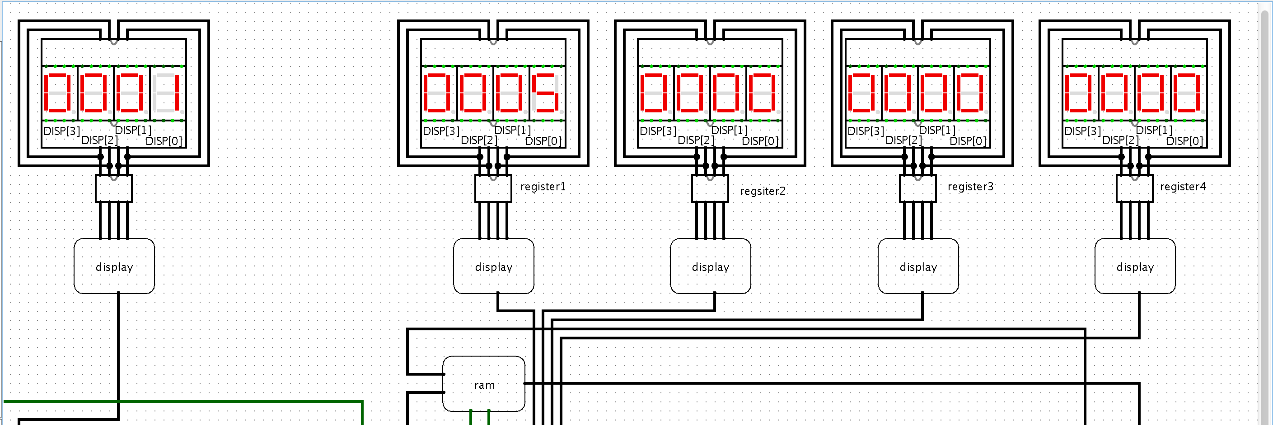 0001 0005 0000 0000 0000
DISP[3] DISP[1] DISP[3] DISP[1] DISP[3] DISP[1] DISP[3] DISP[1] DISP[3] DISP[1]
DISP[2] DISP[0] DISP[2] DISP[0] DISP[2] DISP[0] DISP[2] DISP[0] DISP[2] DISP[0]
register1 regsiter2 register3 register4
display display display display display
ram